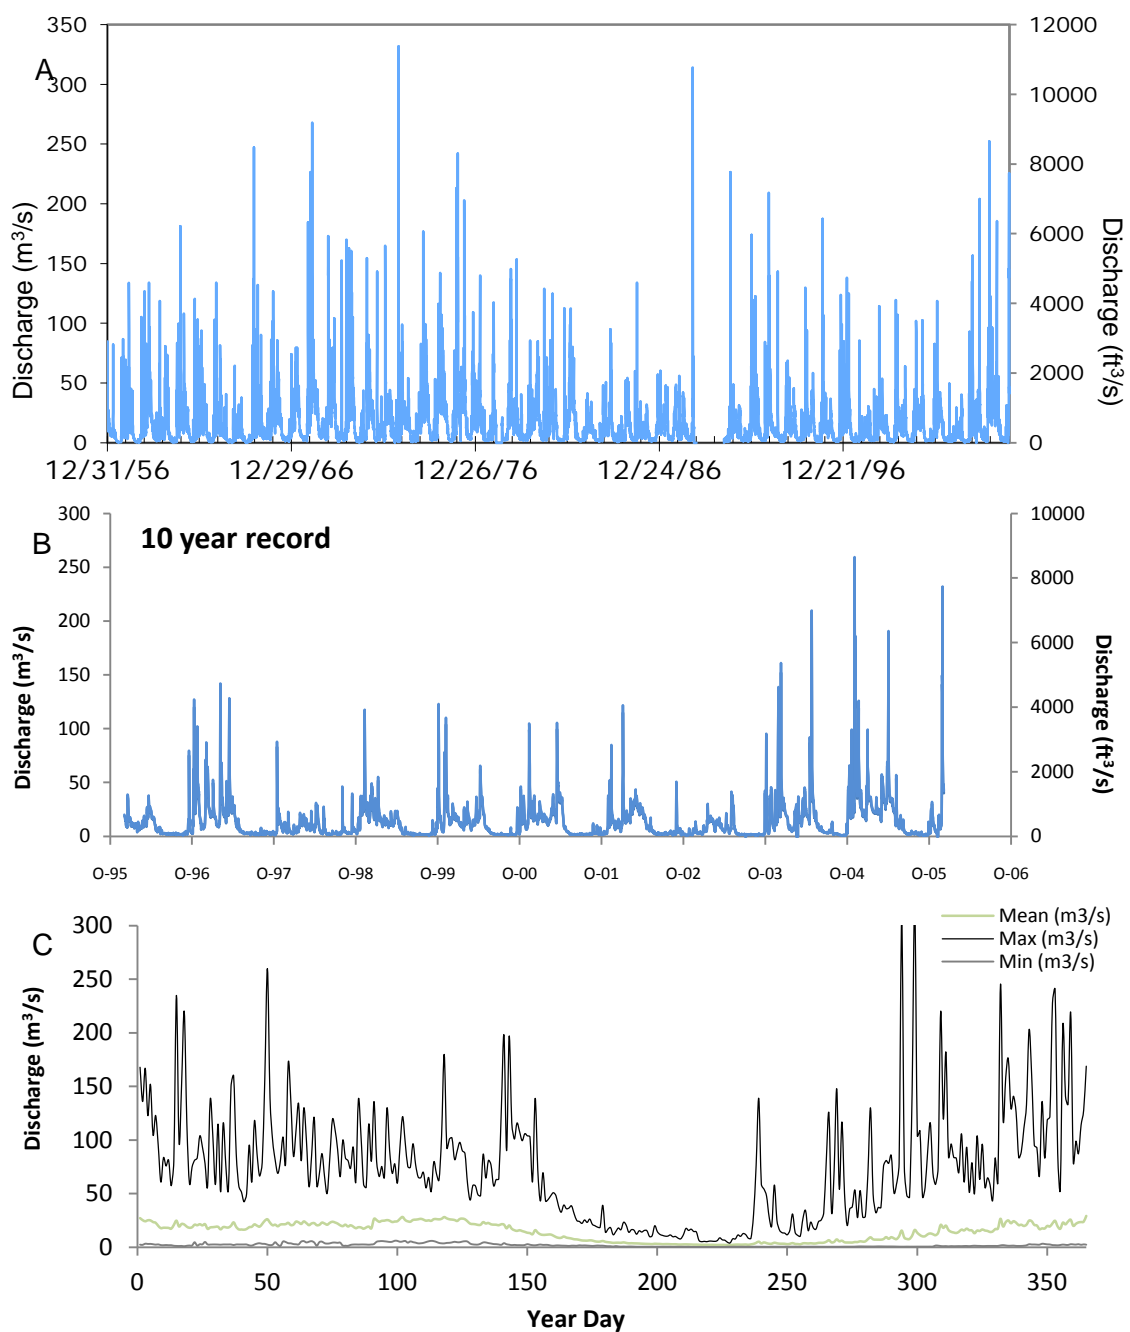 A
350
300
250
200
150
100
50
0
12000
10000
8000
6000
4000
2000
0
Discharge (m³/s)
Discharge (ft³/s)
12/31/56 12/29/66 12/26/76 12/24/86 12/21/96
B
10 year record
300
250
200
150
100
50
0
10000
8000
6000
4000
2000
0
Discharge (m³/s)
Discharge (ft³/s)
O-95 O-96 O-97 O-98 O-99 O-00 O-01 O-02 O-03 O-04 O-05 O-06
C
Mean (m3/s)
Max (m3/s)
Min (m3/s)
300
250
200
150
100
50
0
Discharge (m³/s)
0 50 100 150 200 250 300 350
Year Day